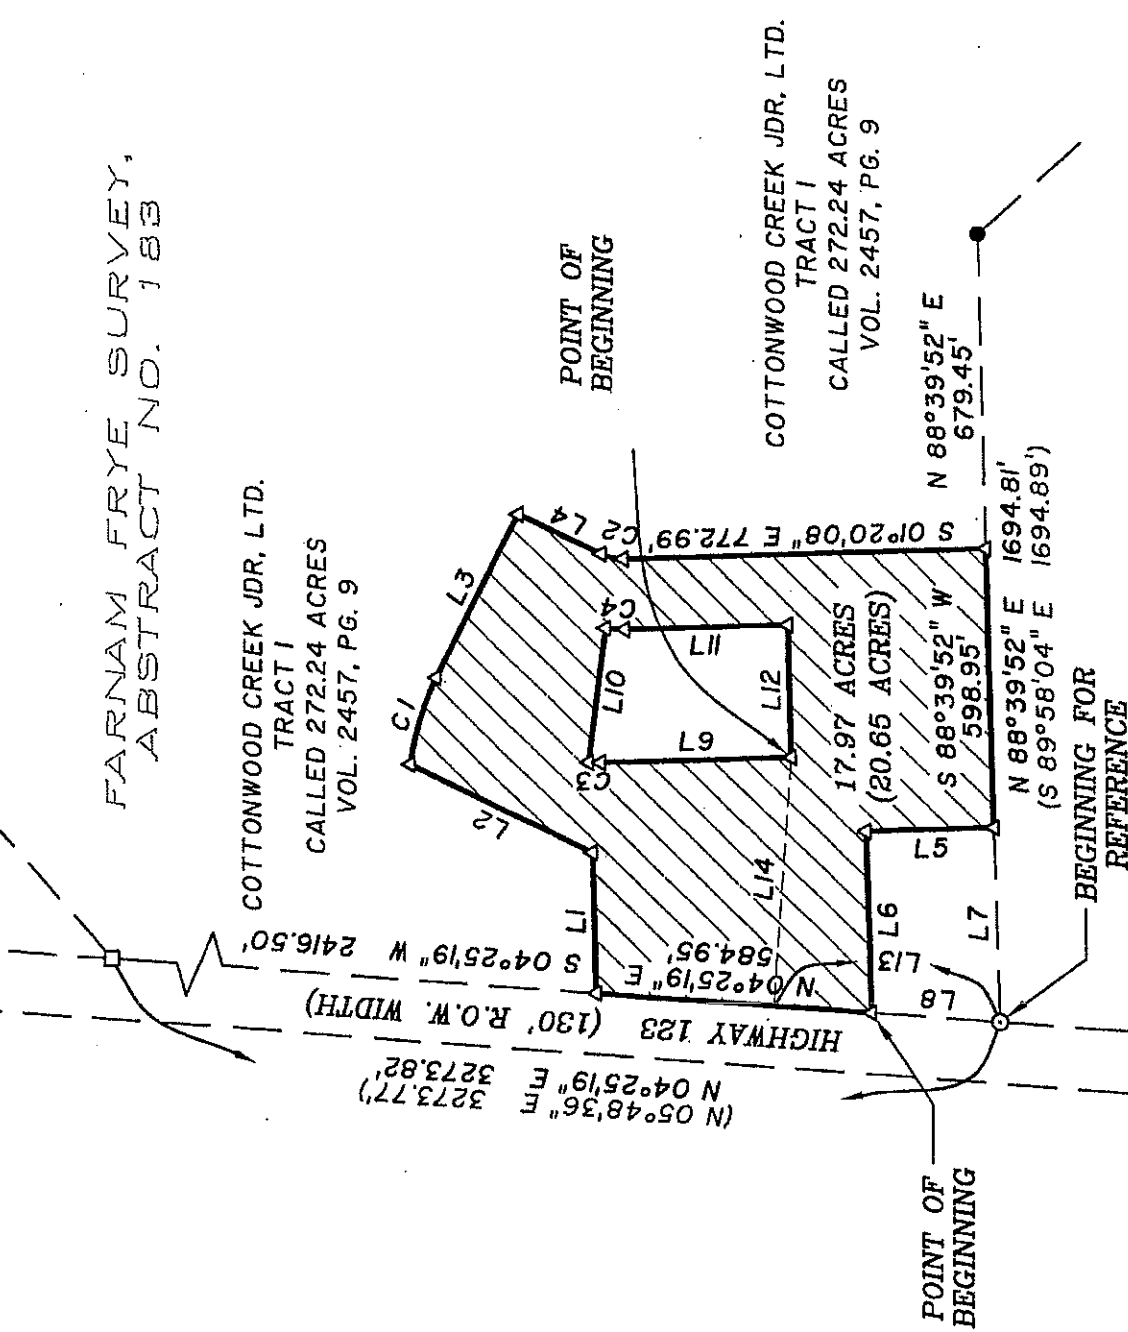 FARNAM FRYE SURVEY,
ABSTRACT NO. 183
COTTONWOOD CREEK JDR, LTD.
TRACT I
CALLED 272.24 ACRES
VOL. 2457, PG. 9
POINT OF
BEGINNING
COTTONWOOD CREEK JDR, LTD.
TRACT I
CALLED 272.24 ACRES
VOL. 2457, PG. 9
L1
L2
C1
L3
L4
C2
S 01°20'08" E 772.99'
C3
L10
C4
L11
L9
L12
L14
17.97 ACRES
(20.65 ACRES)
S 88°39'52" W
598.95'
N 88°39'52" E
679.45'
N 88°39'52" E 1694.81'
(S 89°58'04" E 1694.89')
L5
L6
L7
L13
L8
S 04°25'19" W 2416.50'
N 04°25'19" E
584.95'
HIGHWAY 123 (130' R.O.W. WIDTH)
N 04°25'19" E 3273.82'
(N 05°48'36" E 3273.77')
POINT OF
BEGINNING
BEGINNING FOR
REFERENCE